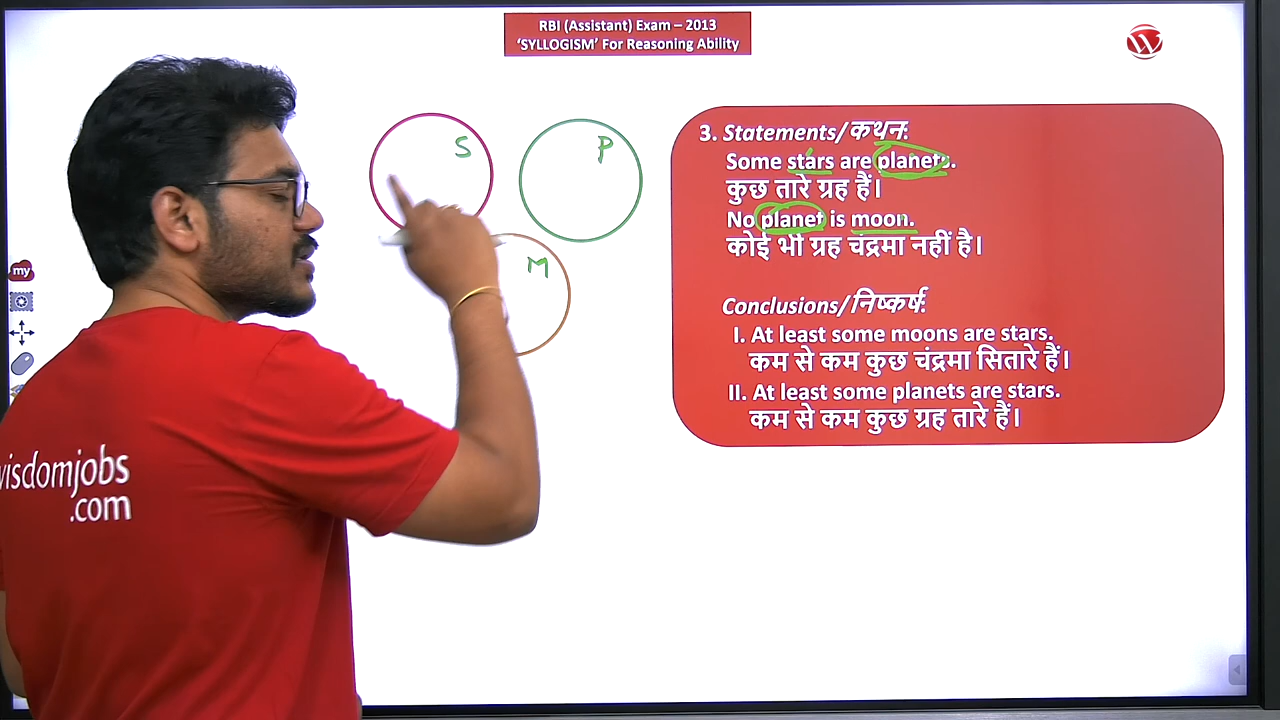 RBI (Assistant) Exam – 2013
'SYLLOGISM' For Reasoning Ability
W
S
P
M
3. Statements/कथन:
Some stars are planets.
कुछ तारे ग्रह हैं।
No planet is moon.
कोई भी ग्रह चंद्रमा नहीं है।
Conclusions/निष्कर्ष:
I. At least some moons are stars.
कम से कम कुछ चंद्रमा सितारे हैं।
II. At least some planets are stars.
कम से कम कुछ ग्रह तारे हैं।
my
wisdomjobs
.com